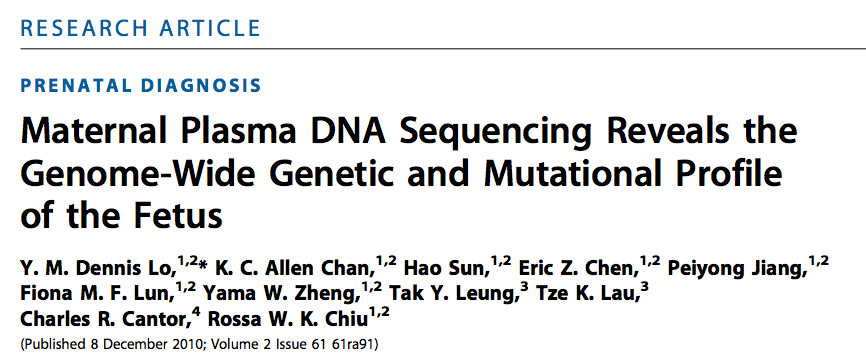 RESEARCH ARTICLE
PRENATAL DIAGNOSIS
Maternal Plasma DNA Sequencing Reveals the
Genome-Wide Genetic and Mutational Profile
of the Fetus
Y. M. Dennis Lo,1,2* K. C. Allen Chan,1,2 Hao Sun,1,2 Eric Z. Chen,1,2 Peiyong Jiang,1,2
Fiona M. F. Lun,1,2 Yama W. Zheng,1,2 Tak Y. Leung,3 Tze K. Lau,3
Charles R. Cantor,4 Rossa W. K. Chiu1,2
(Published 8 December 2010; Volume 2 Issue 61 61ra91)